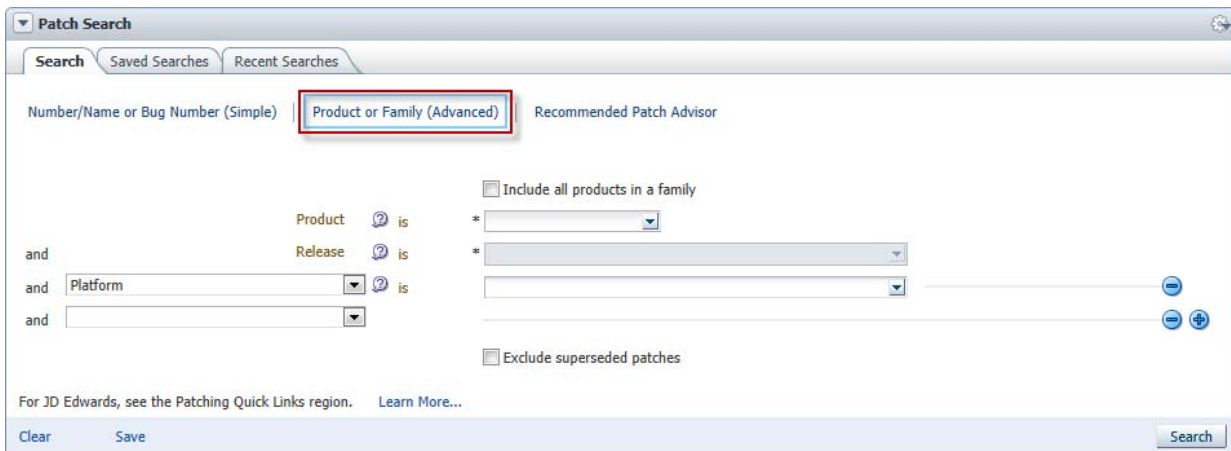 Patch Search
Search Saved Searches Recent Searches
Number/Name or Bug Number (Simple) Product or Family (Advanced) Recommended Patch Advisor
Include all products in a family
Product is *
and Release is *
and Platform is
and
Exclude superseded patches
For JD Edwards, see the Patching Quick Links region. Learn More...
Clear Save Search